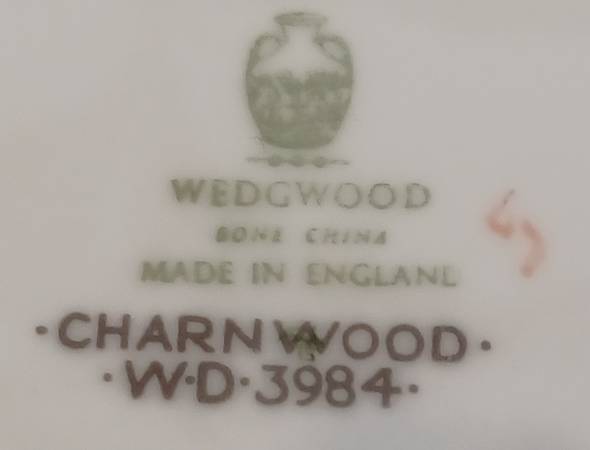 WEDGWOOD
BONE CHINA
MADE IN ENGLAND
·CHARNWOOD·
·W·D·3984·